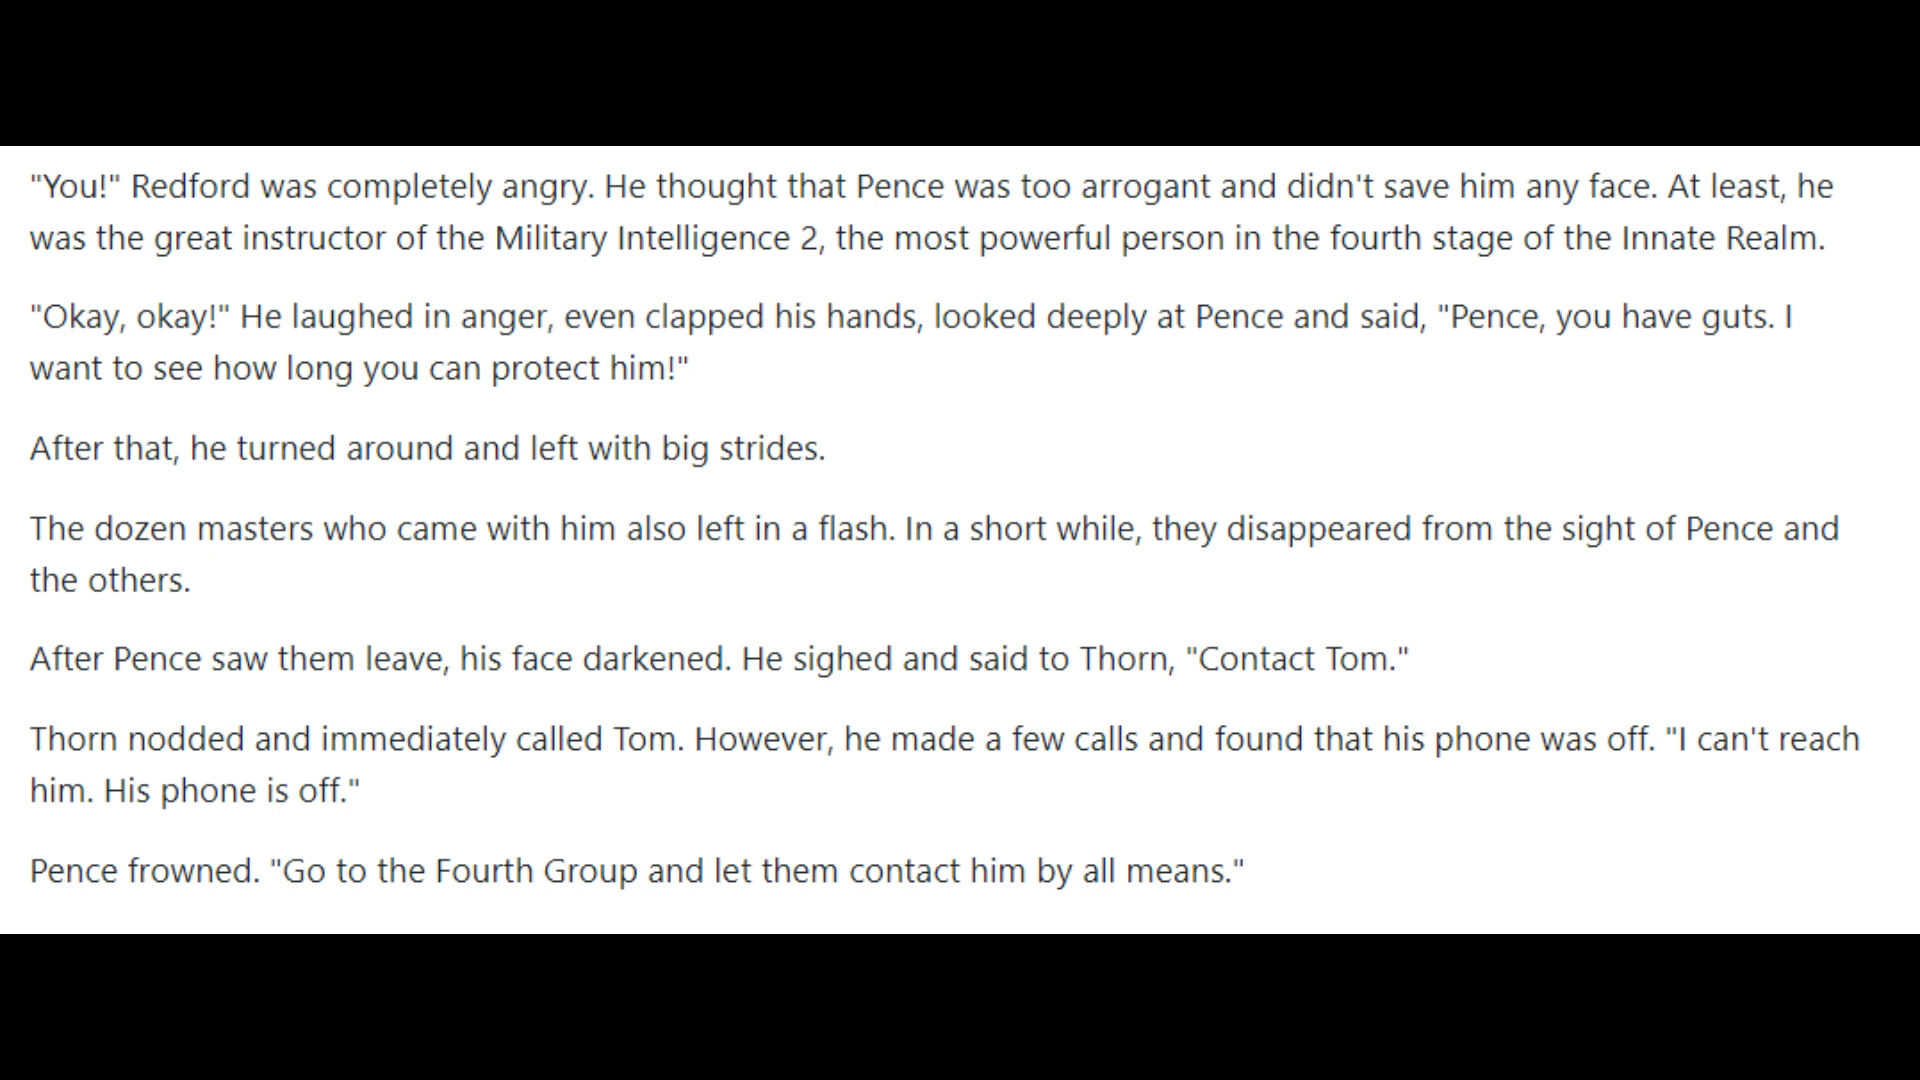 "You!" Redford was completely angry. He thought that Pence was too arrogant and didn't save him any face. At least, he
was the great instructor of the Military Intelligence 2, the most powerful person in the fourth stage of the Innate Realm.
"Okay, okay!" He laughed in anger, even clapped his hands, looked deeply at Pence and said, "Pence, you have guts. I
want to see how long you can protect him!"
After that, he turned around and left with big strides.
The dozen masters who came with him also left in a flash. In a short while, they disappeared from the sight of Pence and
the others.
After Pence saw them leave, his face darkened. He sighed and said to Thorn, "Contact Tom."
Thorn nodded and immediately called Tom. However, he made a few calls and found that his phone was off. "I can't reach
him. His phone is off."
Pence frowned. "Go to the Fourth Group and let them contact him by all means."